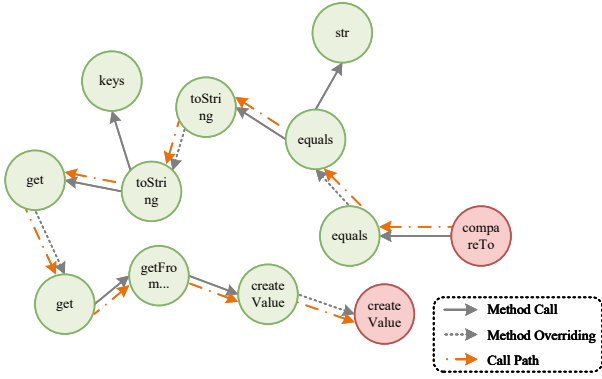 str
keys
toStri
ng
equals
get
toStri
ng
equals
compa
reTo
getFro
m...
get
create
Value
create
Value
Method Call
Method Overriding
Call Path